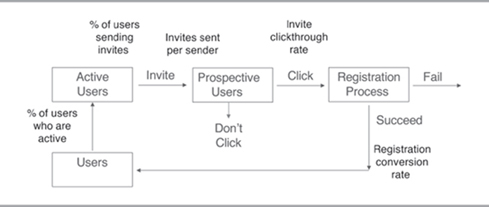 % of users
sending
invites
Invites sent
per sender
Invite
clickthrough
rate
Active
Users
Invite
Prospective
Users
Click
Registration
Process
Fail
% of users
who are
active
Don't
Click
Succeed
Users
Registration
conversion
rate